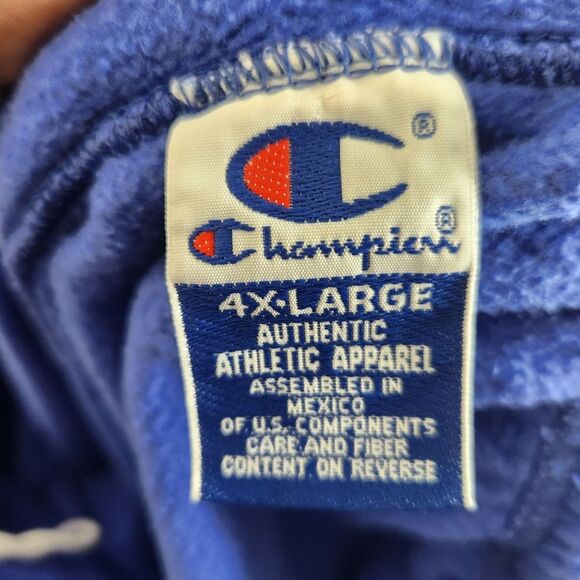 ®
Champion®
4X-LARGE
AUTHENTIC
ATHLETIC APPAREL
ASSEMBLED IN
MEXICO
OF U.S. COMPONENTS
CARE AND FIBER
CONTENT ON REVERSE